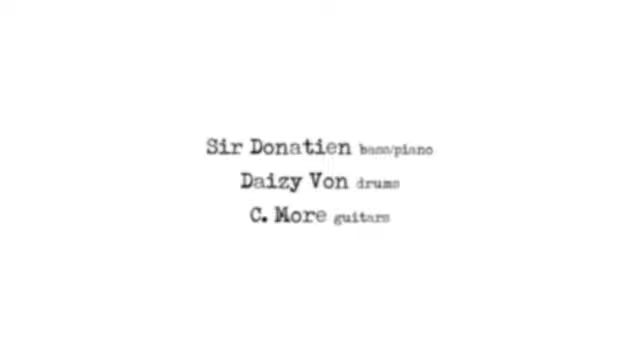 Sir Donatien bass/piano
Daizy Von drums
C. More guitars